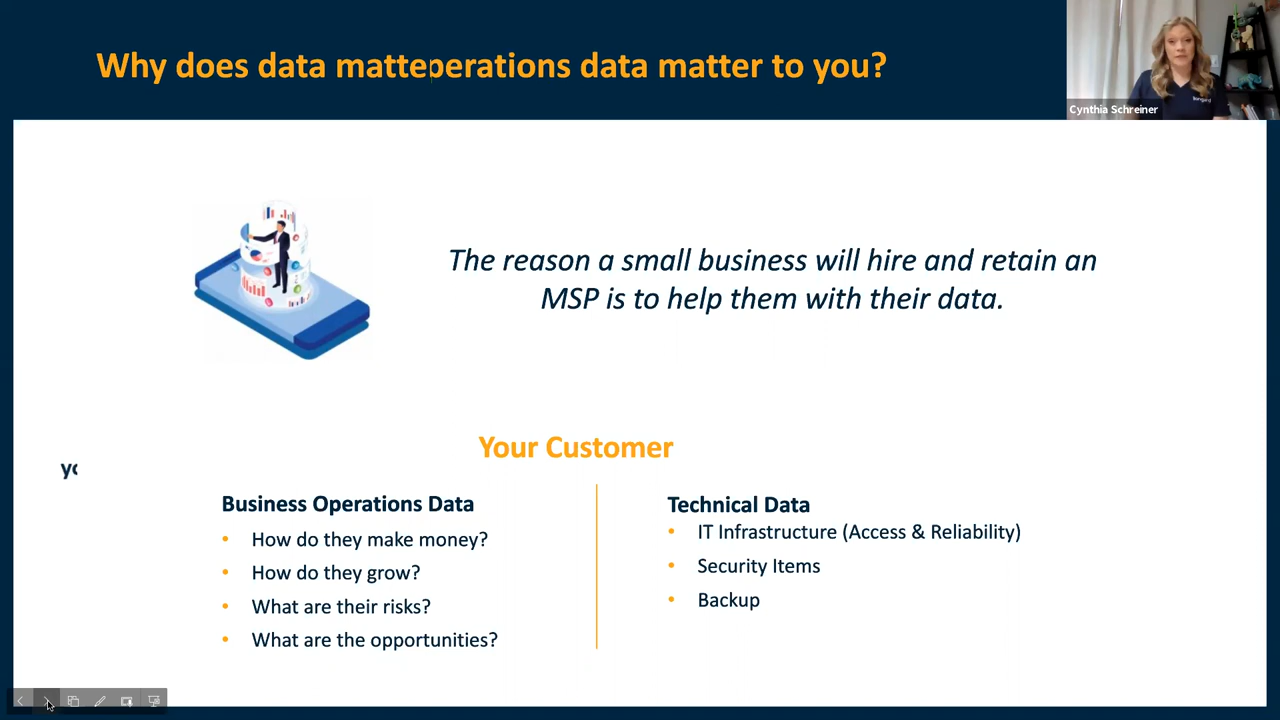 Why does data matteperations data matter to you?
Cynthia Schreiner
The reason a small business will hire and retain an
MSP is to help them with their data.
Your Customer
yo
Business Operations Data
• How do they make money?
• How do they grow?
• What are their risks?
• What are the opportunities?
Technical Data
• IT Infrastructure (Access & Reliability)
• Security Items
• Backup